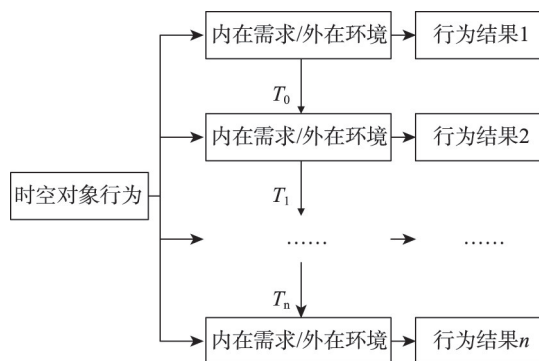 内在需求/外在环境
行为结果1
T₀
内在需求/外在环境
行为结果2
时空对象行为
T₁
......
......
Tₙ
内在需求/外在环境
行为结果n